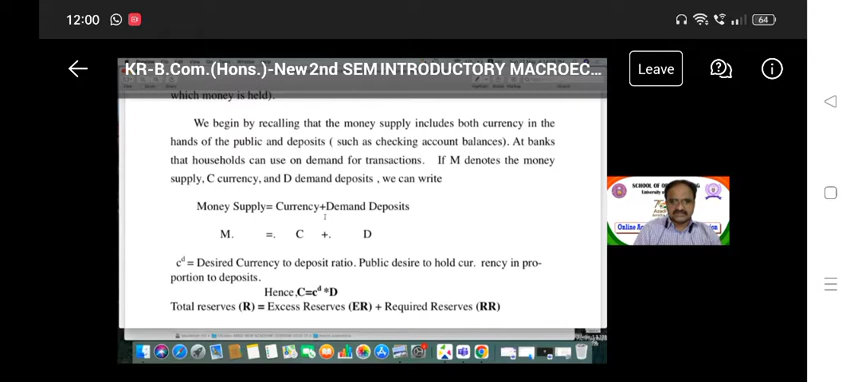 12:00
64
KR-B.Com.(Hons.)-New 2nd SEM INTRODUCTORY MACROEC...
Leave
which money is held).
We begin by recalling that the money supply includes both currency in the
hands of the public and deposits ( such as checking account balances). At banks
that households can use on demand for transactions. If M denotes the money
supply, C currency, and D demand deposits , we can write
Money Supply= Currency+Demand Deposits
M. =. C +. D
cᵈ = Desired Currency to deposit ratio. Public desire to hold cur. rency in pro-
portion to deposits.
Hence,C=cᵈ *D
Total reserves (R) = Excess Reserves (ER) + Required Reserves (RR)
SCHOOL OF